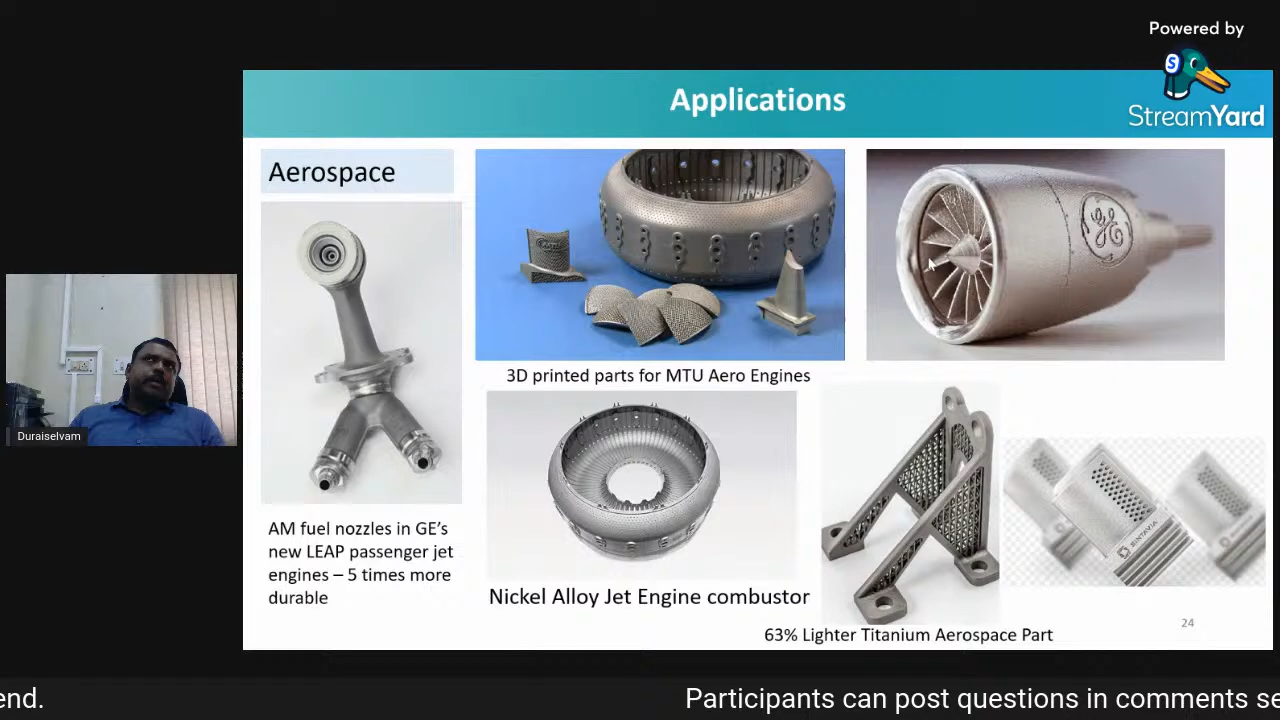 Powered by
StreamYard
Applications
Aerospace
3D printed parts for MTU Aero Engines
AM fuel nozzles in GE’s
new LEAP passenger jet
engines – 5 times more
durable
Nickel Alloy Jet Engine combustor
63% Lighter Titanium Aerospace Part
SINTAVIA
GE
24
Duraiselvam
end.
Participants can post questions in comments se